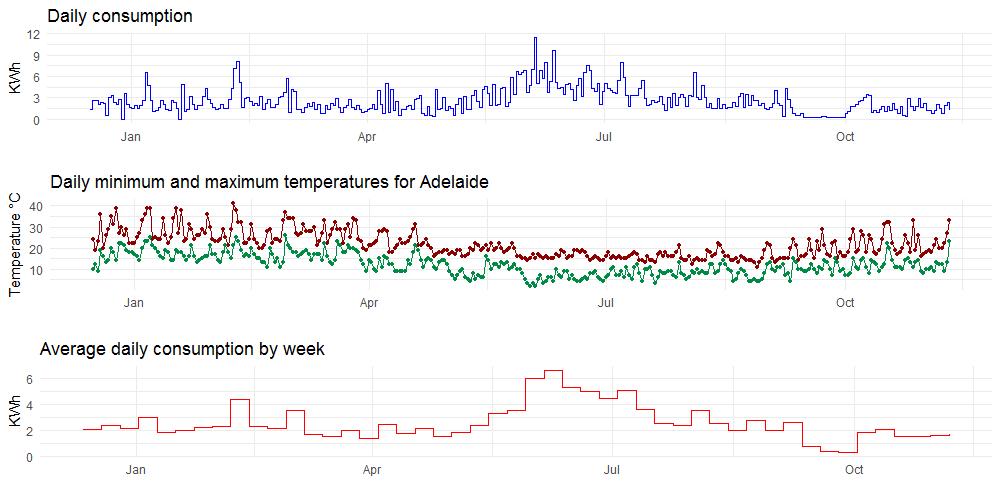 Daily consumption
KWh
12
9
6
3
0
Jan Apr Jul Oct
Daily minimum and maximum temperatures for Adelaide
Temperature °C
40
30
20
10
Jan Apr Jul Oct
Average daily consumption by week
KWh
6
4
2
0
Jan Apr Jul Oct